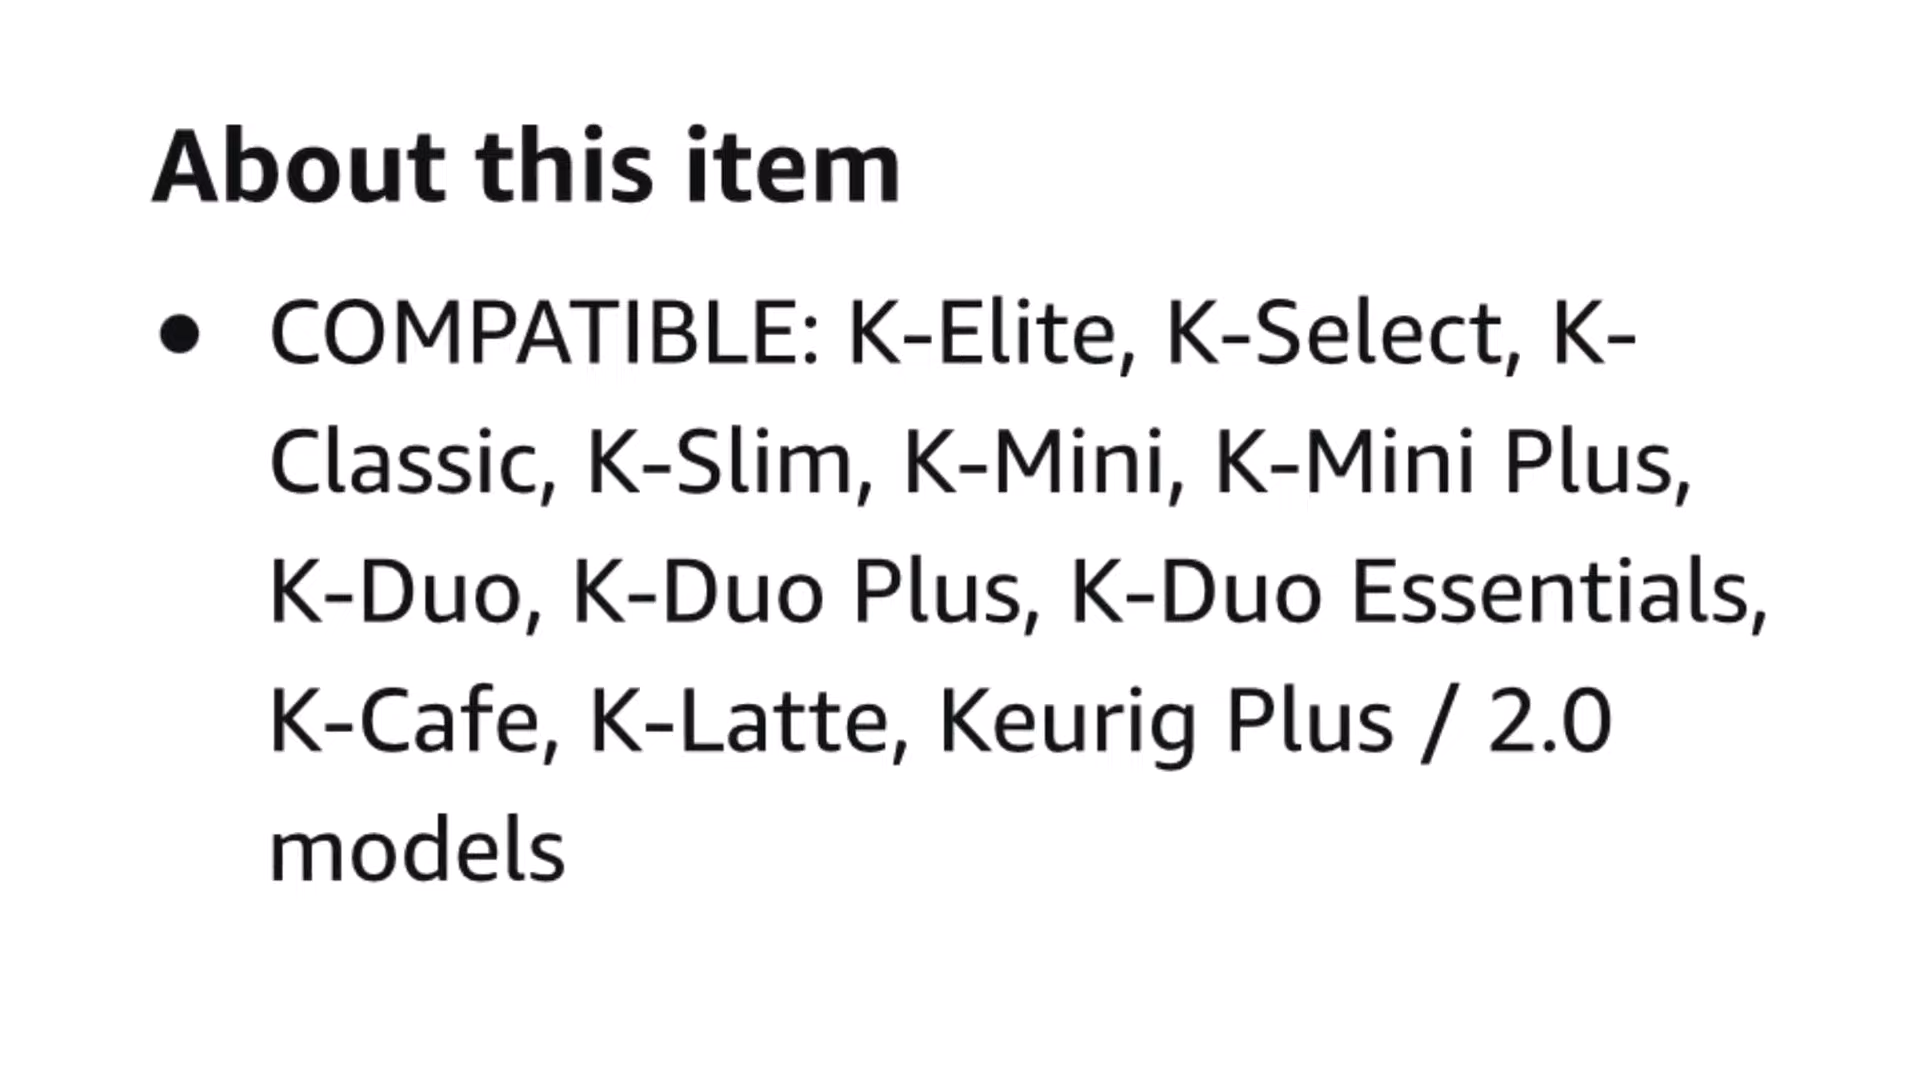 About this item
● COMPATIBLE: K-Elite, K-Select, K-
Classic, K-Slim, K-Mini, K-Mini Plus,
K-Duo, K-Duo Plus, K-Duo Essentials,
K-Cafe, K-Latte, Keurig Plus / 2.0
models